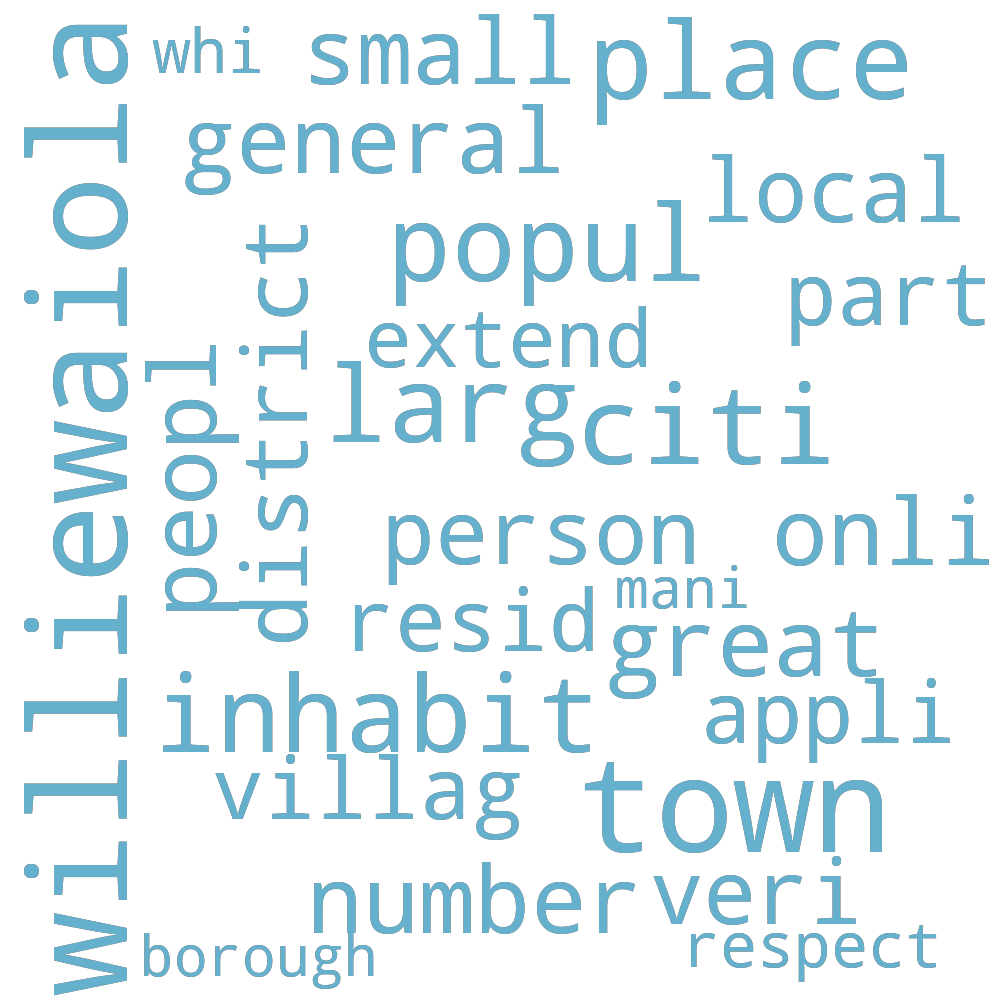 williewaiola
whi
small
place
general
local
popul
part
district
extend
peopl
larg
citi
person
onli
mani
resid
great
inhabit
appli
villag
town
number
veri
borough
respect